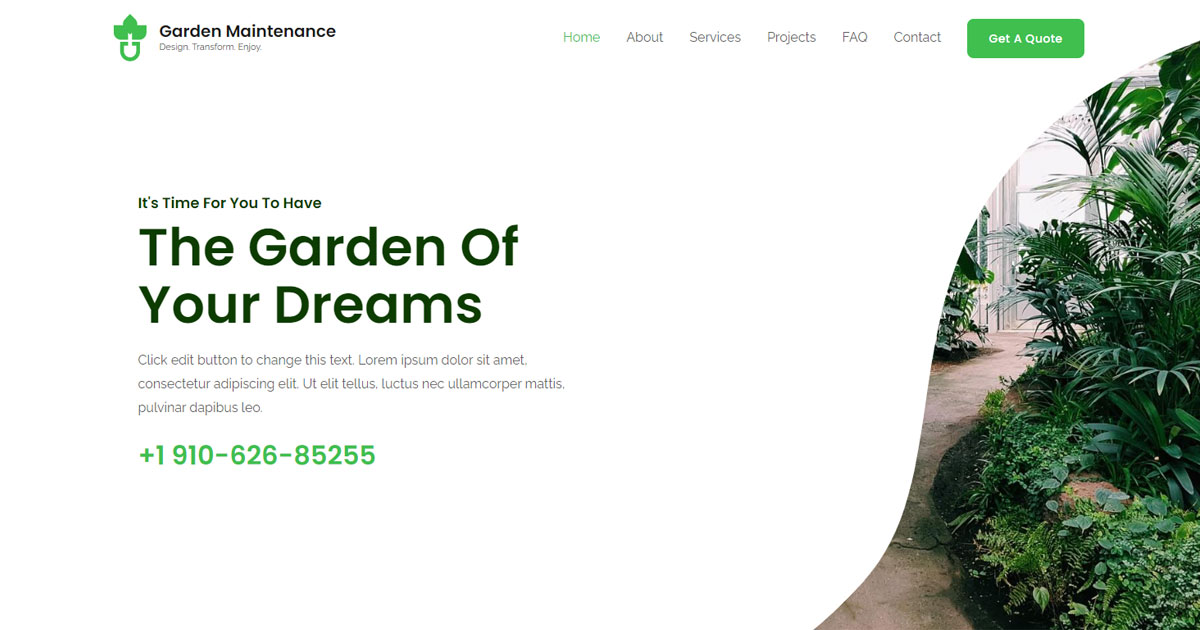 Garden Maintenance
Design. Transform. Enjoy.
Home About Services Projects FAQ Contact Get A Quote
It's Time For You To Have
The Garden Of
Your Dreams
Click edit button to change this text. Lorem ipsum dolor sit amet,
consectetur adipiscing elit. Ut elit tellus, luctus nec ullamcorper mattis,
pulvinar dapibus leo.
+1 910-626-85255